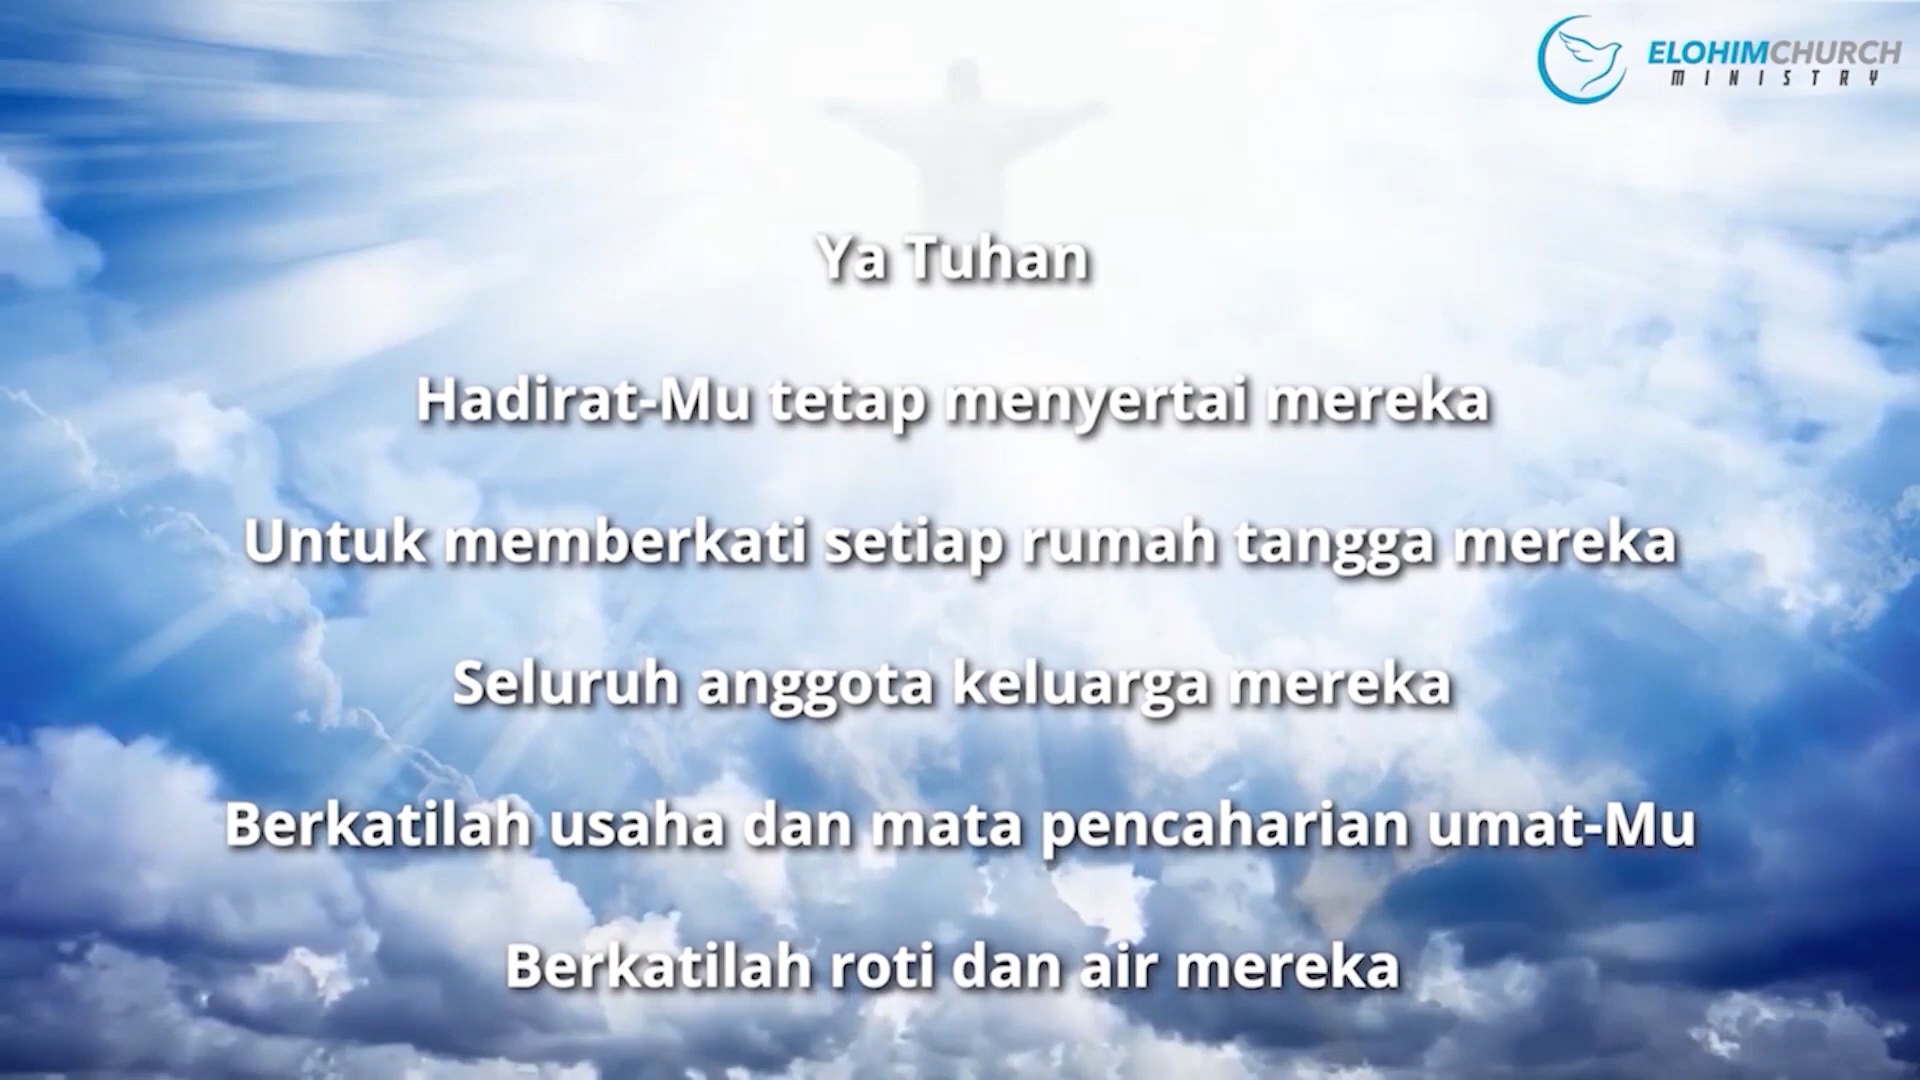 ELOHIMCHURCH
MINISTRY
Ya Tuhan
Hadirat-Mu tetap menyertai mereka
Untuk memberkati setiap rumah tangga mereka
Seluruh anggota keluarga mereka
Berkatilah usaha dan mata pencaharian umat-Mu
Berkatilah roti dan air mereka